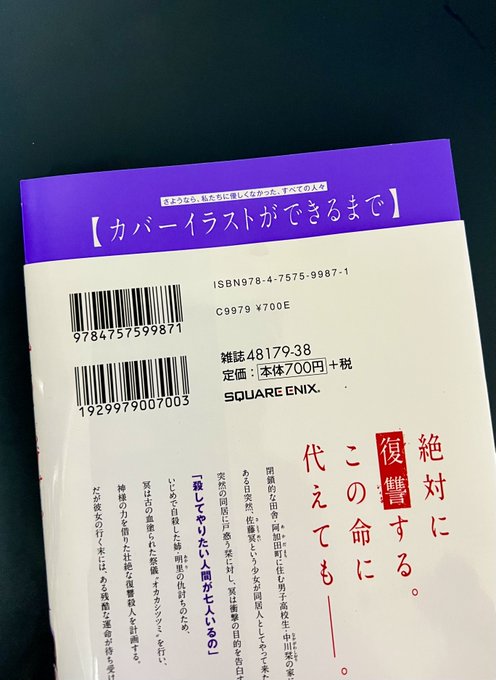 さようなら、私たちに優しくなかった、すべての人々
【カバーイラストができるまで】
ISBN978-4-7575-9987-1
C9979 ¥700E
9784757599871
1929979007003
雑誌 48179-38
定価：本体700円＋税
SQUARE ENIX.
絶対に
復讐する。
この命に
代えても――。
閉鎖的な田舎・阿加田町に住む男子高校生・中川栞の家に
ある日突然、佐藤冥という少女が同居人としてやって来た
突然の同居に戸惑う栞に対し、冥は衝撃の目的を告白す
「殺してやりたい人間が七人いるの」
いじめで自殺した姉・明里の仇討ちのため、
冥は古の血塗られた祭儀“オカカシツツミ”を行い、
神様の力を借りた壮絶な復讐殺人を計画する。
だが彼女の行く末には、ある残酷な運命が待ち受け